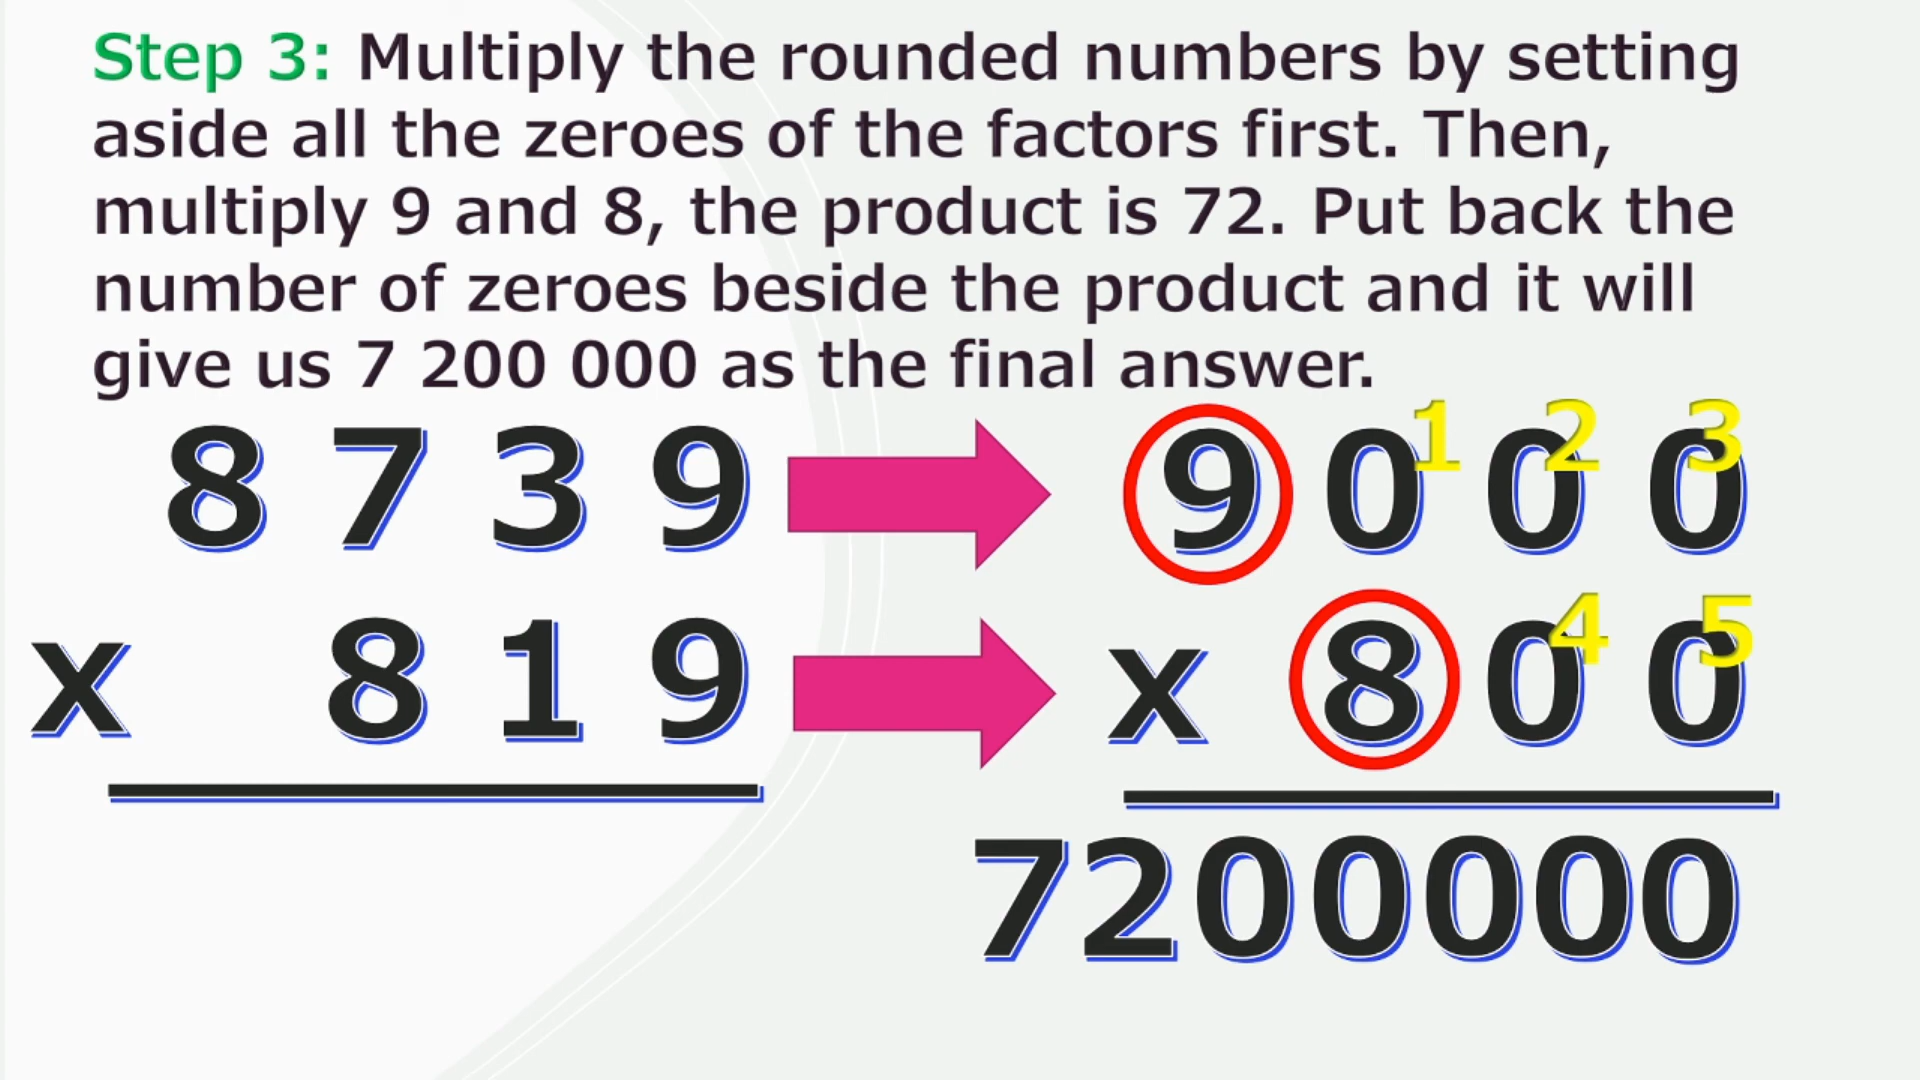 Step 3: Multiply the rounded numbers by setting
aside all the zeroes of the factors first. Then,
multiply 9 and 8, the product is 72. Put back the
number of zeroes beside the product and it will
give us 7 200 000 as the final answer.
1 2 3
8 7 3 9 9 0 0 0
4 5
x 8 1 9 x 8 0 0
7200000